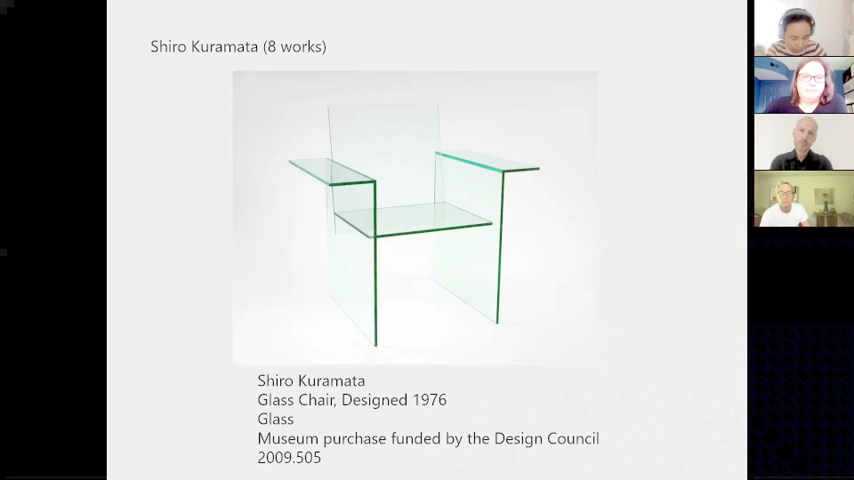 Shiro Kuramata (8 works)
Shiro Kuramata
Glass Chair, Designed 1976
Glass
Museum purchase funded by the Design Council
2009.505